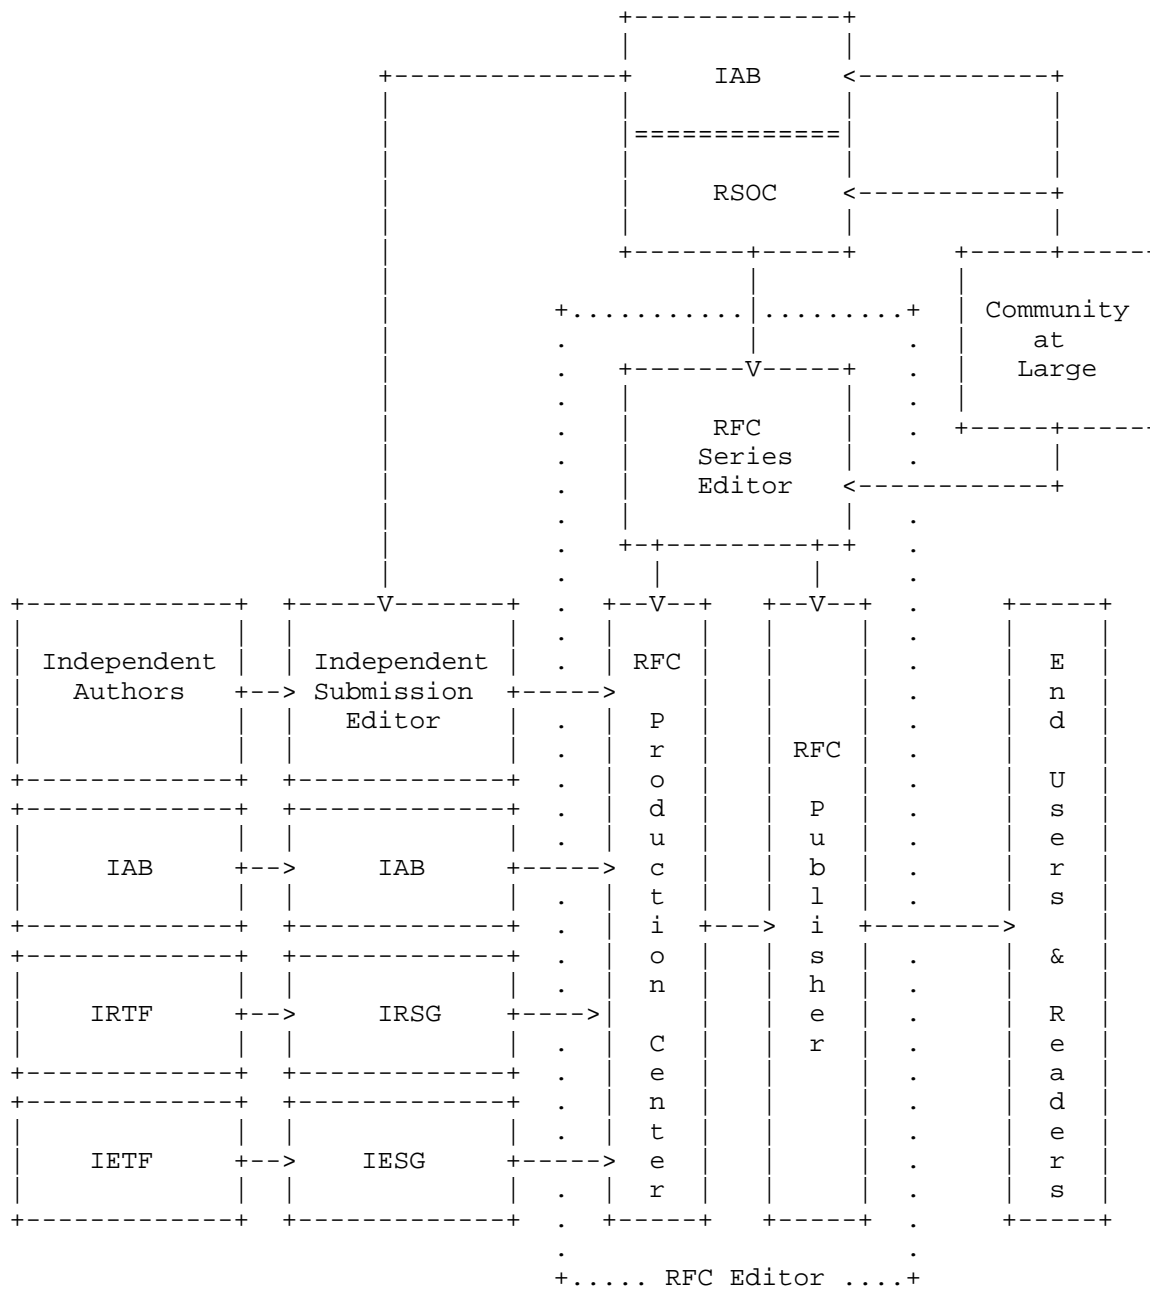 IAB
RSOC
Community
at
Large
RFC
Series
Editor
Independent
Authors
Independent
Submission
Editor
RFC
Production
Center
RFC
Publisher
End
Users
&
Readers
IAB
IAB
IRTF
IRSG
IETF
IESG
RFC Editor